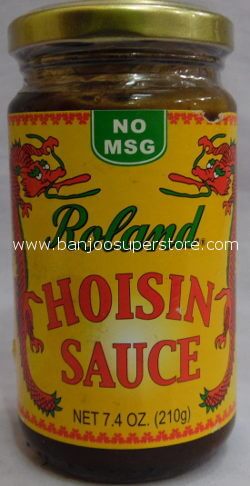 NO
MSG
Roland
www.banjoosuperstore.com
HOISIN
SAUCE
NET 7.4 OZ. (210g)